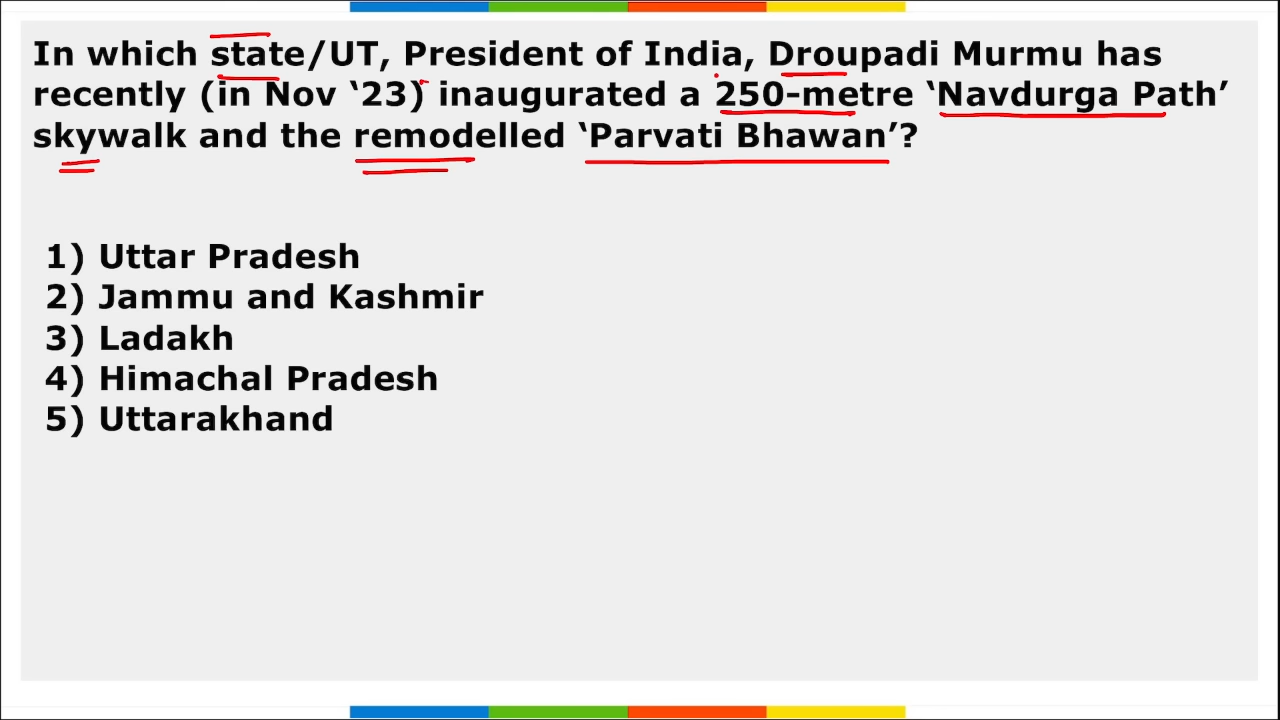 In which state/UT, President of India, Droupadi Murmu has
recently (in Nov ‘23) inaugurated a 250-metre ‘Navdurga Path’
skywalk and the remodelled ‘Parvati Bhawan’?
1) Uttar Pradesh
2) Jammu and Kashmir
3) Ladakh
4) Himachal Pradesh
5) Uttarakhand